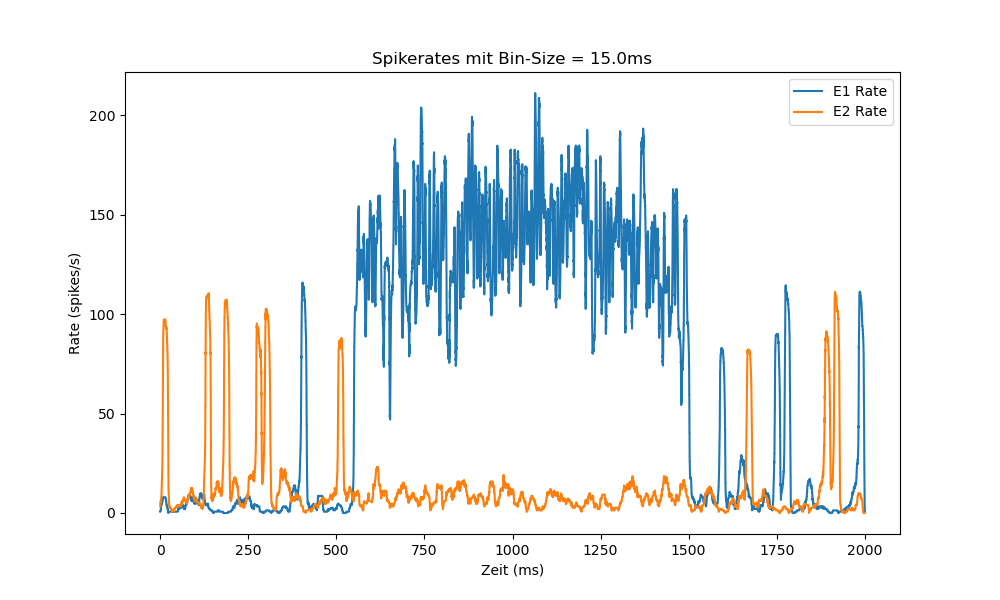 Spikerates mit Bin-Size = 15.0ms
E1 Rate
E2 Rate
Rate (spikes/s)
200
150
100
50
0
0 250 500 750 1000 1250 1500 1750 2000
Zeit (ms)